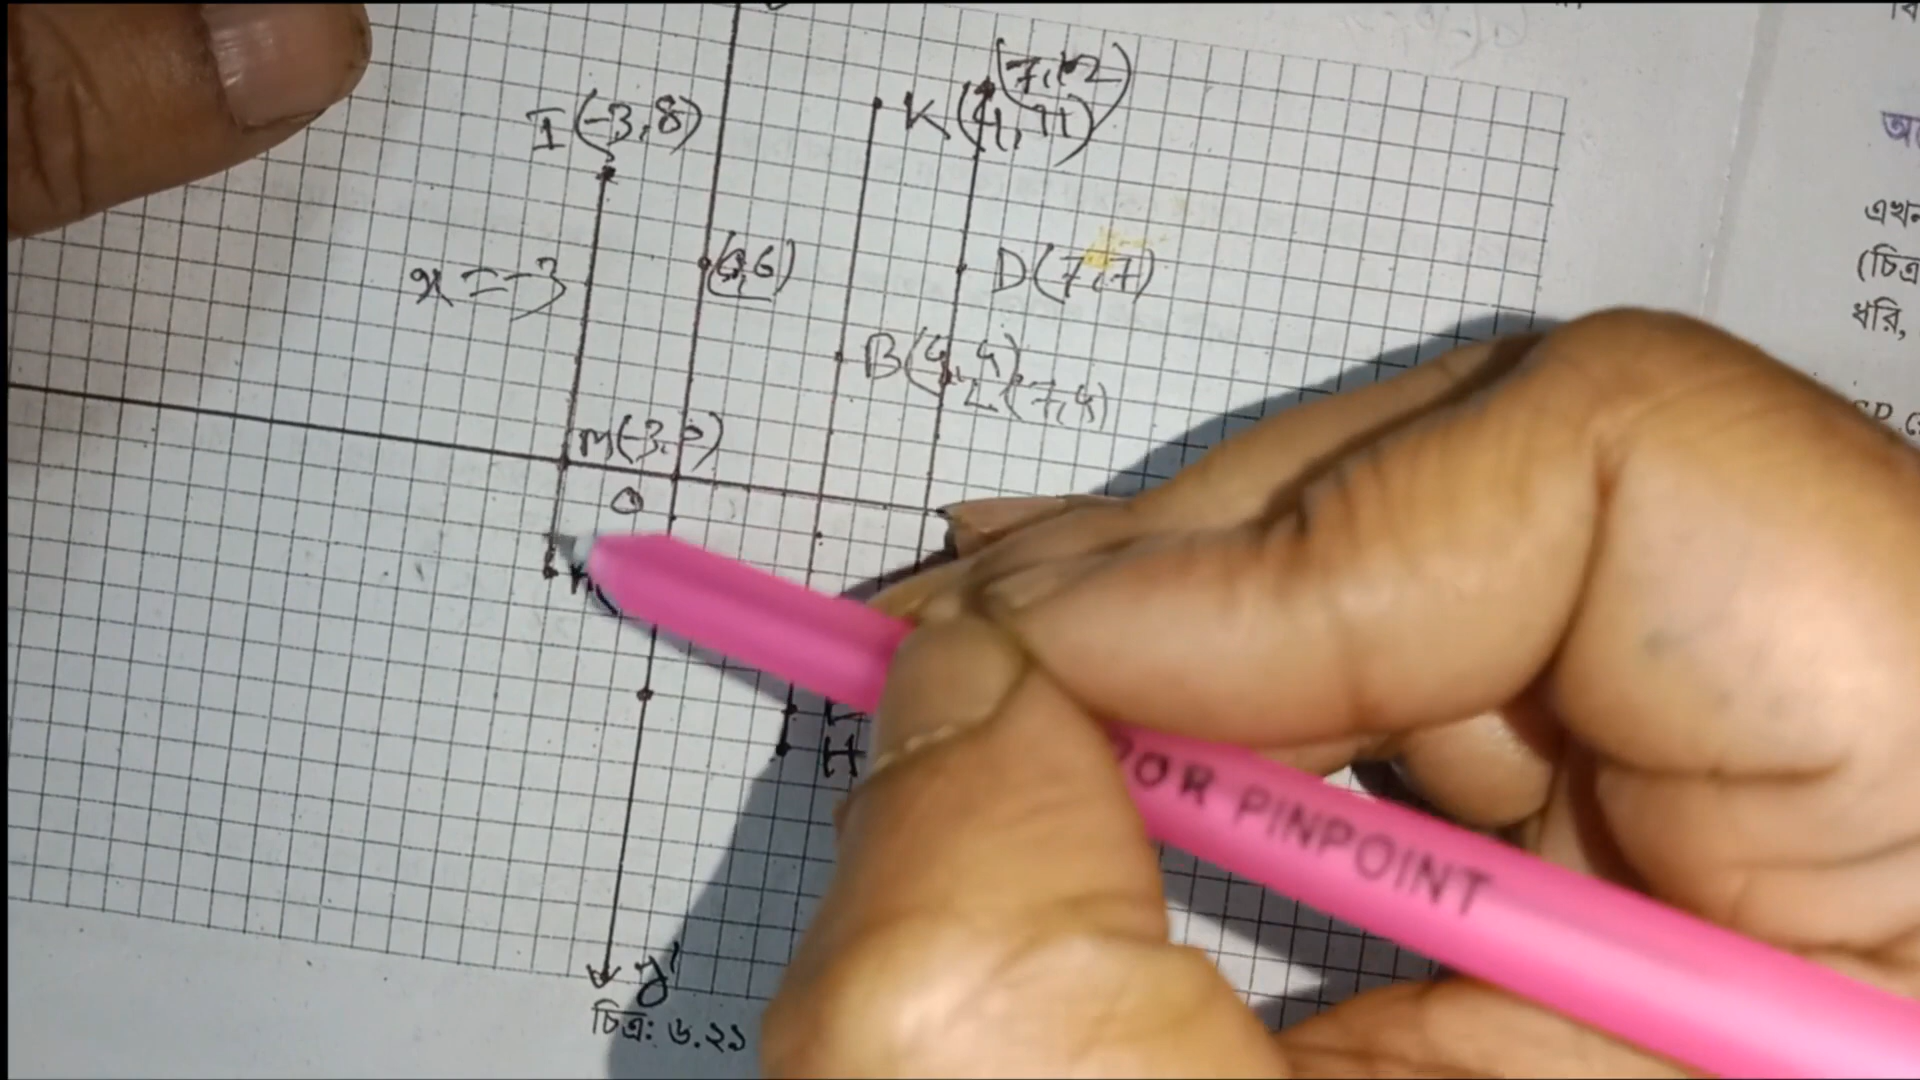 (7,12)
I(-3,8)
K(4,11)
x=-3
6)
D(7,7)
B(4,4)
L(7,4)
M(-3,0)
O
H
OR PINPOINT
y'
চিত্র: ৬.২১
এখন
(চিত্র
ধরি,